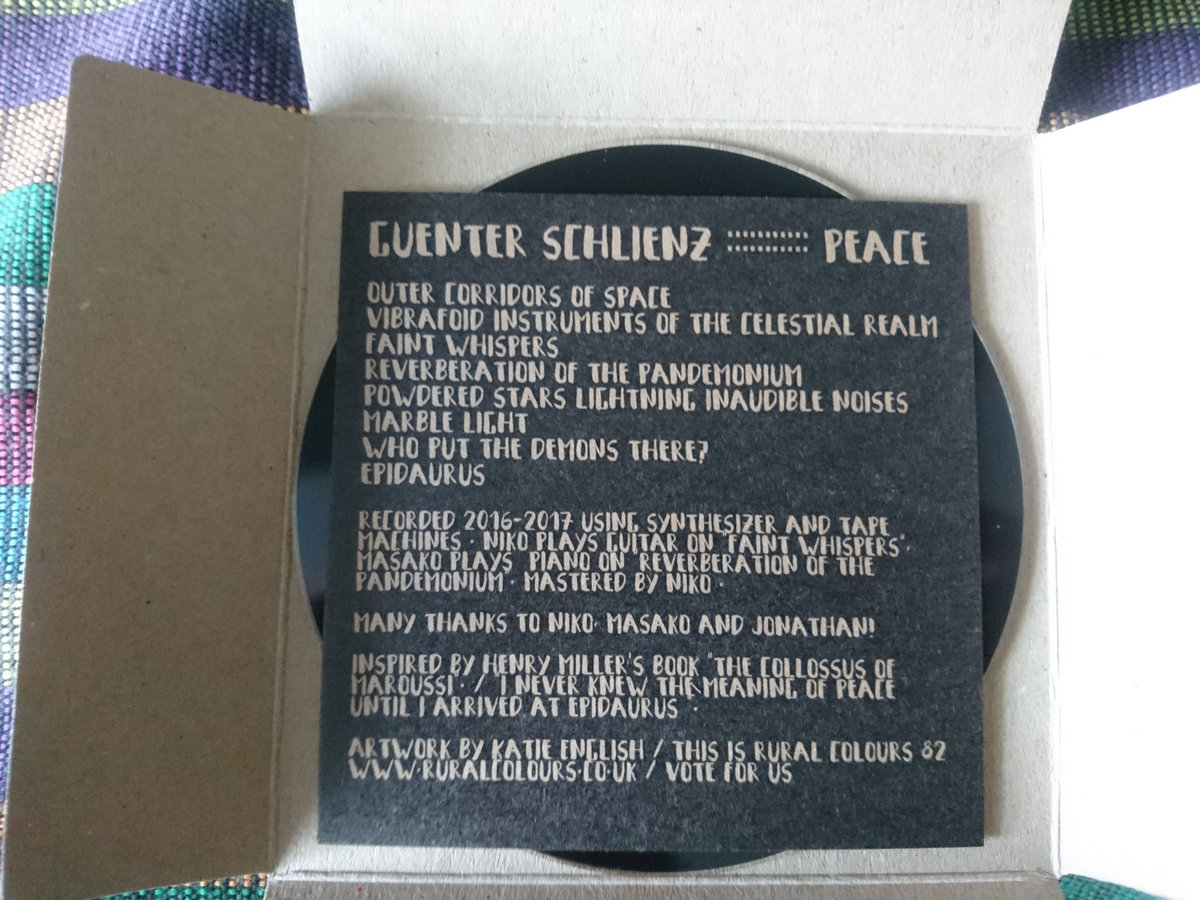 GUENTER SCHLIENZ :::::::::: PEACE
OUTER CORRIDORS OF SPACE
VIBRAFOID INSTRUMENTS OF THE CELESTIAL REALM
FAINT WHISPERS
REVERBERATION OF THE PANDEMONIUM
POWDERED STARS LIGHTNING INAUDIBLE NOISES
MARBLE LIGHT
WHO PUT THE DEMONS THERE?
EPIDAURUS
RECORDED 2016-2017 USING SYNTHESIZER AND TAPE
MACHINES · NIKO PLAYS GUITAR ON "FAINT WHISPERS".
MASAKO PLAYS PIANO ON "REVERBERATION OF THE
PANDEMONIUM" · MASTERED BY NIKO ·
MANY THANKS TO NIKO, MASAKO AND JONATHAN!
INSPIRED BY HENRY MILLER'S BOOK "THE COLLOSSUS OF
MAROUSSI" · / "I NEVER KNEW THE MEANING OF PEACE
UNTIL I ARRIVED AT EPIDAURUS" ·
ARTWORK BY KATIE ENGLISH / THIS IS RURAL COLOURS 82
WWW.RURALCOLOURS.CO.UK / VOTE FOR US